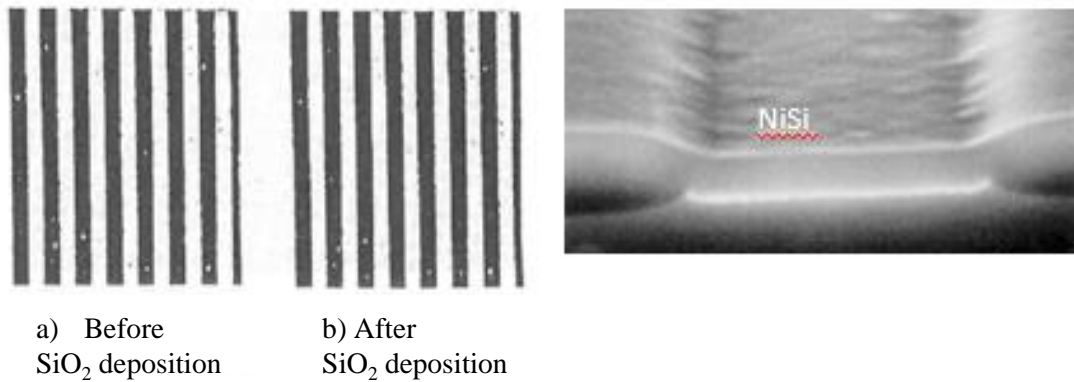 NiSi
a) Before
SiO₂ deposition
b) After
SiO₂ deposition